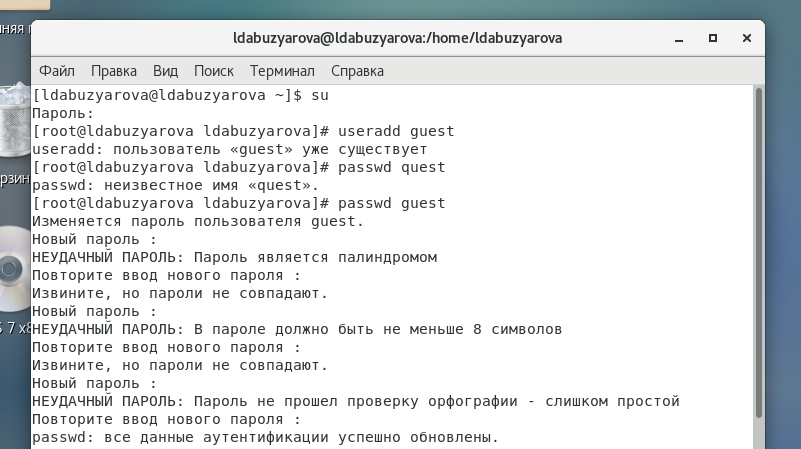 ldabuzyarova@ldabuzyarova:/home/ldabuzyarova
Файл Правка Вид Поиск Терминал Справка
[ldabuzyarova@ldabuzyarova ~]$ su
Пароль:
[root@ldabuzyarova ldabuzyarova]# useradd guest
useradd: пользователь «guest» уже существует
[root@ldabuzyarova ldabuzyarova]# passwd quest
passwd: неизвестное имя «quest».
[root@ldabuzyarova ldabuzyarova]# passwd guest
Изменяется пароль пользователя guest.
Новый пароль :
НЕУДАЧНЫЙ ПАРОЛЬ: Пароль является палиндромом
Повторите ввод нового пароля :
Извините, но пароли не совпадают.
Новый пароль :
НЕУДАЧНЫЙ ПАРОЛЬ: В пароле должно быть не меньше 8 символов
Повторите ввод нового пароля :
Извините, но пароли не совпадают.
Новый пароль :
НЕУДАЧНЫЙ ПАРОЛЬ: Пароль не прошел проверку орфографии - слишком простой
Повторите ввод нового пароля :
passwd: все данные аутентификации успешно обновлены.